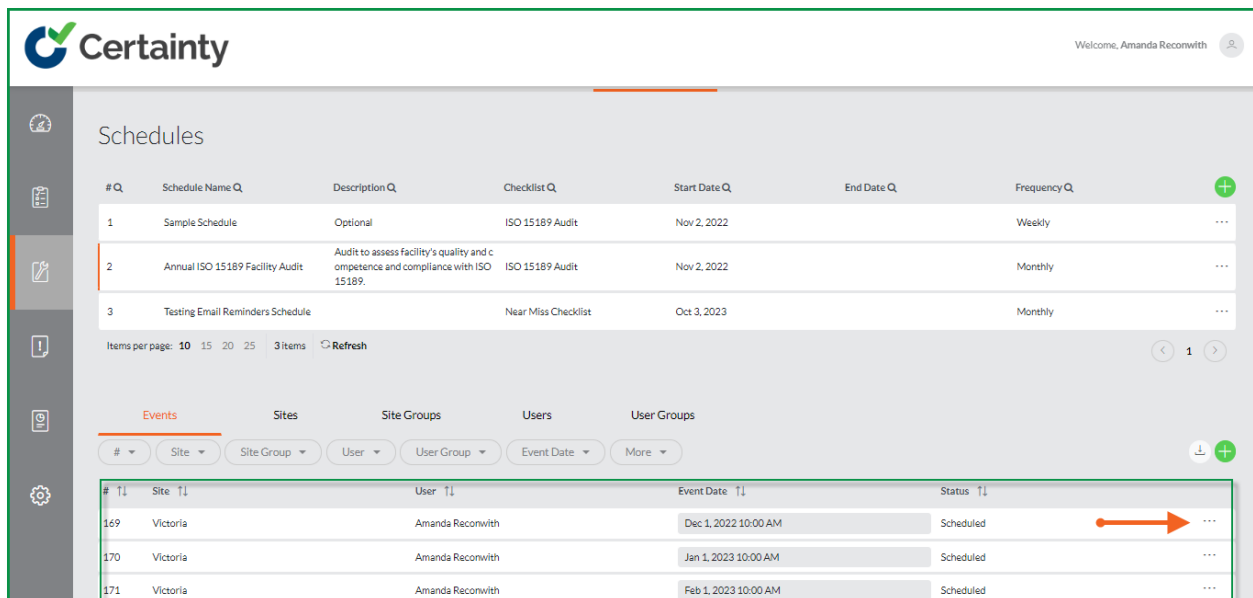 Certainty
Welcome, Amanda Reconwith
Schedules
# Schedule Name Description Checklist Start Date End Date Frequency
1 Sample Schedule Optional ISO 15189 Audit Nov 2, 2022 Weekly ...
Audit to assess facility's quality and c
2 Annual ISO 15189 Facility Audit ompetence and compliance with ISO ISO 15189 Audit Nov 2, 2022 Monthly ...
15189.
3 Testing Email Reminders Schedule Near Miss Checklist Oct 3, 2023 Monthly ...
Items per page: 10 15 20 25 3 items Refresh
1
Events Sites Site Groups Users User Groups
# Site Site Group User User Group Event Date More
# Site User Event Date Status
169 Victoria Amanda Reconwith Dec 1, 2022 10:00 AM Scheduled ...
170 Victoria Amanda Reconwith Jan 1, 2023 10:00 AM Scheduled ...
171 Victoria Amanda Reconwith Feb 1, 2023 10:00 AM Scheduled ...